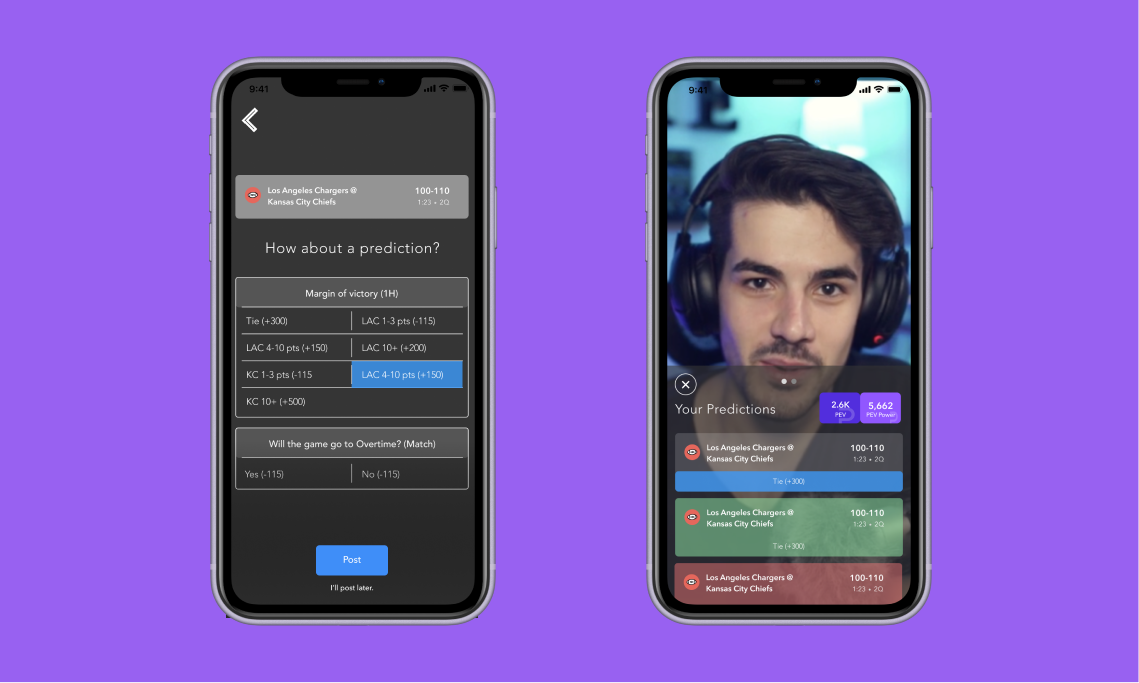 9:41
Los Angeles Chargers @
Kansas City Chiefs
100-110
1:23 • 2Q
How about a prediction?
Margin of victory (1H)
Tie (+300)
LAC 1-3 pts (-115)
LAC 4-10 pts (+150)
LAC 10+ (+200)
KC 1-3 pts (-115
LAC 4-10 pts (+150)
KC 10+ (+500)
Will the game go to Overtime? (Match)
Yes (-115)
No (-115)
Post
I'll post later.
9:41
Your Predictions
2.6K
PEV
5,662
PEV Power
Los Angeles Chargers @
Kansas City Chiefs
100-110
1:23 • 2Q
Tie (+300)
Los Angeles Chargers @
Kansas City Chiefs
100-110
1:23 • 2Q
Tie (+300)
Los Angeles Chargers @
Kansas City Chiefs
100-110
1:23 • 2Q